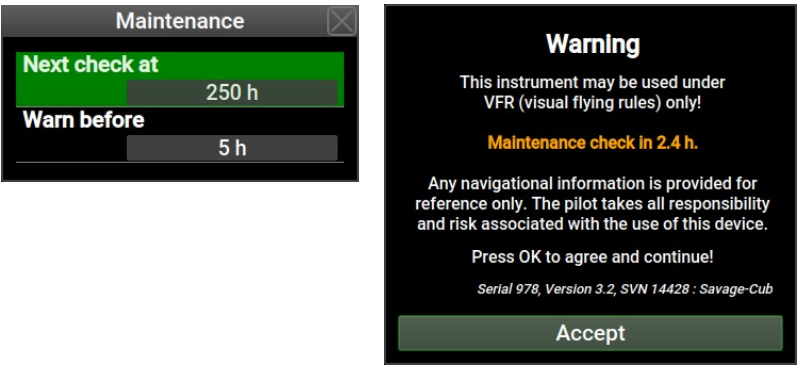 Maintenance
Next check at
250 h
Warn before
5 h
Warning
This instrument may be used under
VFR (visual flying rules) only!
Maintenance check in 2.4 h.
Any navigational information is provided for
reference only. The pilot takes all responsibility
and risk associated with the use of this device.
Press OK to agree and continue!
Serial 978, Version 3.2, SVN 14428 : Savage-Cub
Accept